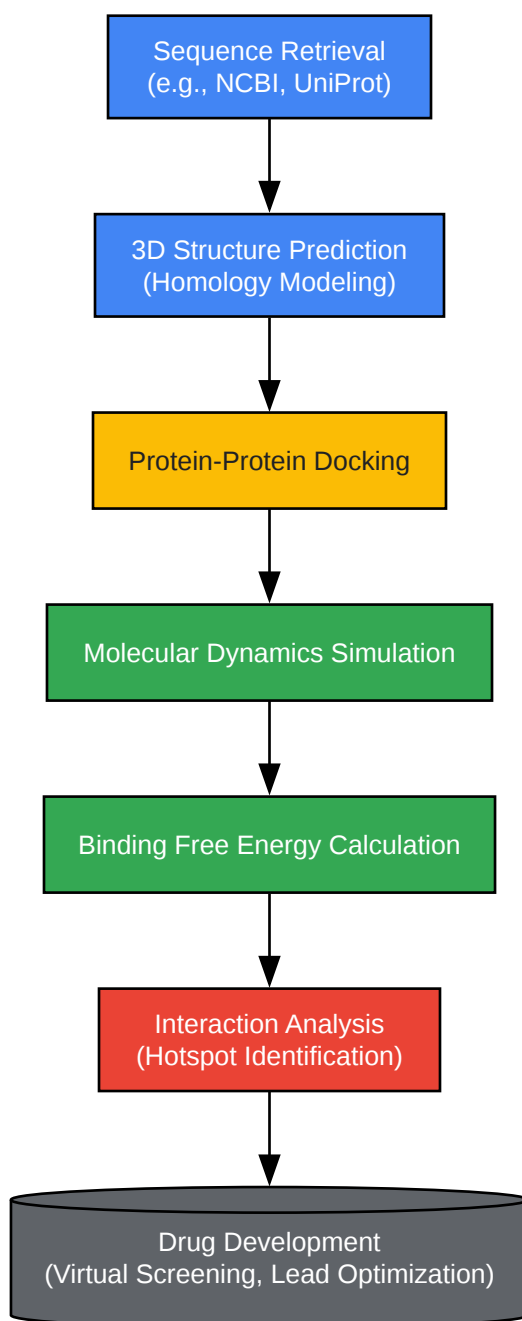 Sequence Retrieval
(e.g., NCBI, UniProt)
3D Structure Prediction
(Homology Modeling)
Protein-Protein Docking
Molecular Dynamics Simulation
Binding Free Energy Calculation
Interaction Analysis
(Hotspot Identification)
Drug Development
(Virtual Screening, Lead Optimization)